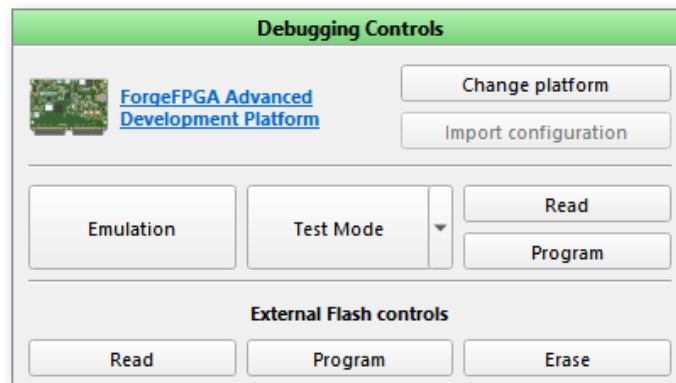 Debugging Controls
ForgeFPGA Advanced
Development Platform
Change platform
Import configuration
Emulation
Test Mode
Read
Program
External Flash controls
Read
Program
Erase